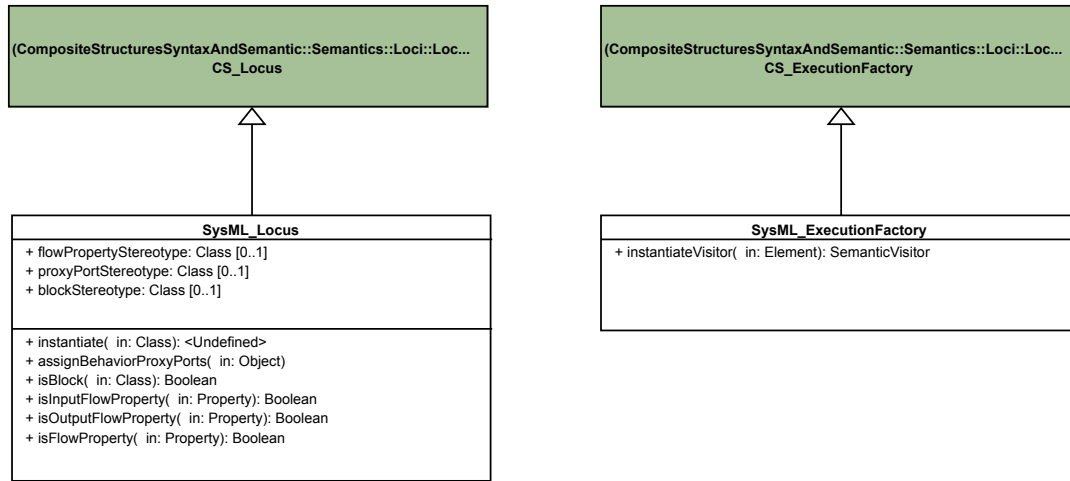 (CompositeStructuresSyntaxAndSemantic::Semantics::Loci::Loc...
CS_Locus
(CompositeStructuresSyntaxAndSemantic::Semantics::Loci::Loc...
CS_ExecutionFactory
SysML_Locus
+ flowPropertyStereotype: Class [0..1]
+ proxyPortStereotype: Class [0..1]
+ blockStereotype: Class [0..1]
+ instantiate(  in: Class): <Undefined>
+ assignBehaviorProxyPorts(  in: Object)
+ isBlock(  in: Class): Boolean
+ isInputFlowProperty(  in: Property): Boolean
+ isOutputFlowProperty(  in: Property): Boolean
+ isFlowProperty(  in: Property): Boolean
SysML_ExecutionFactory
+ instantiateVisitor(  in: Element): SemanticVisitor